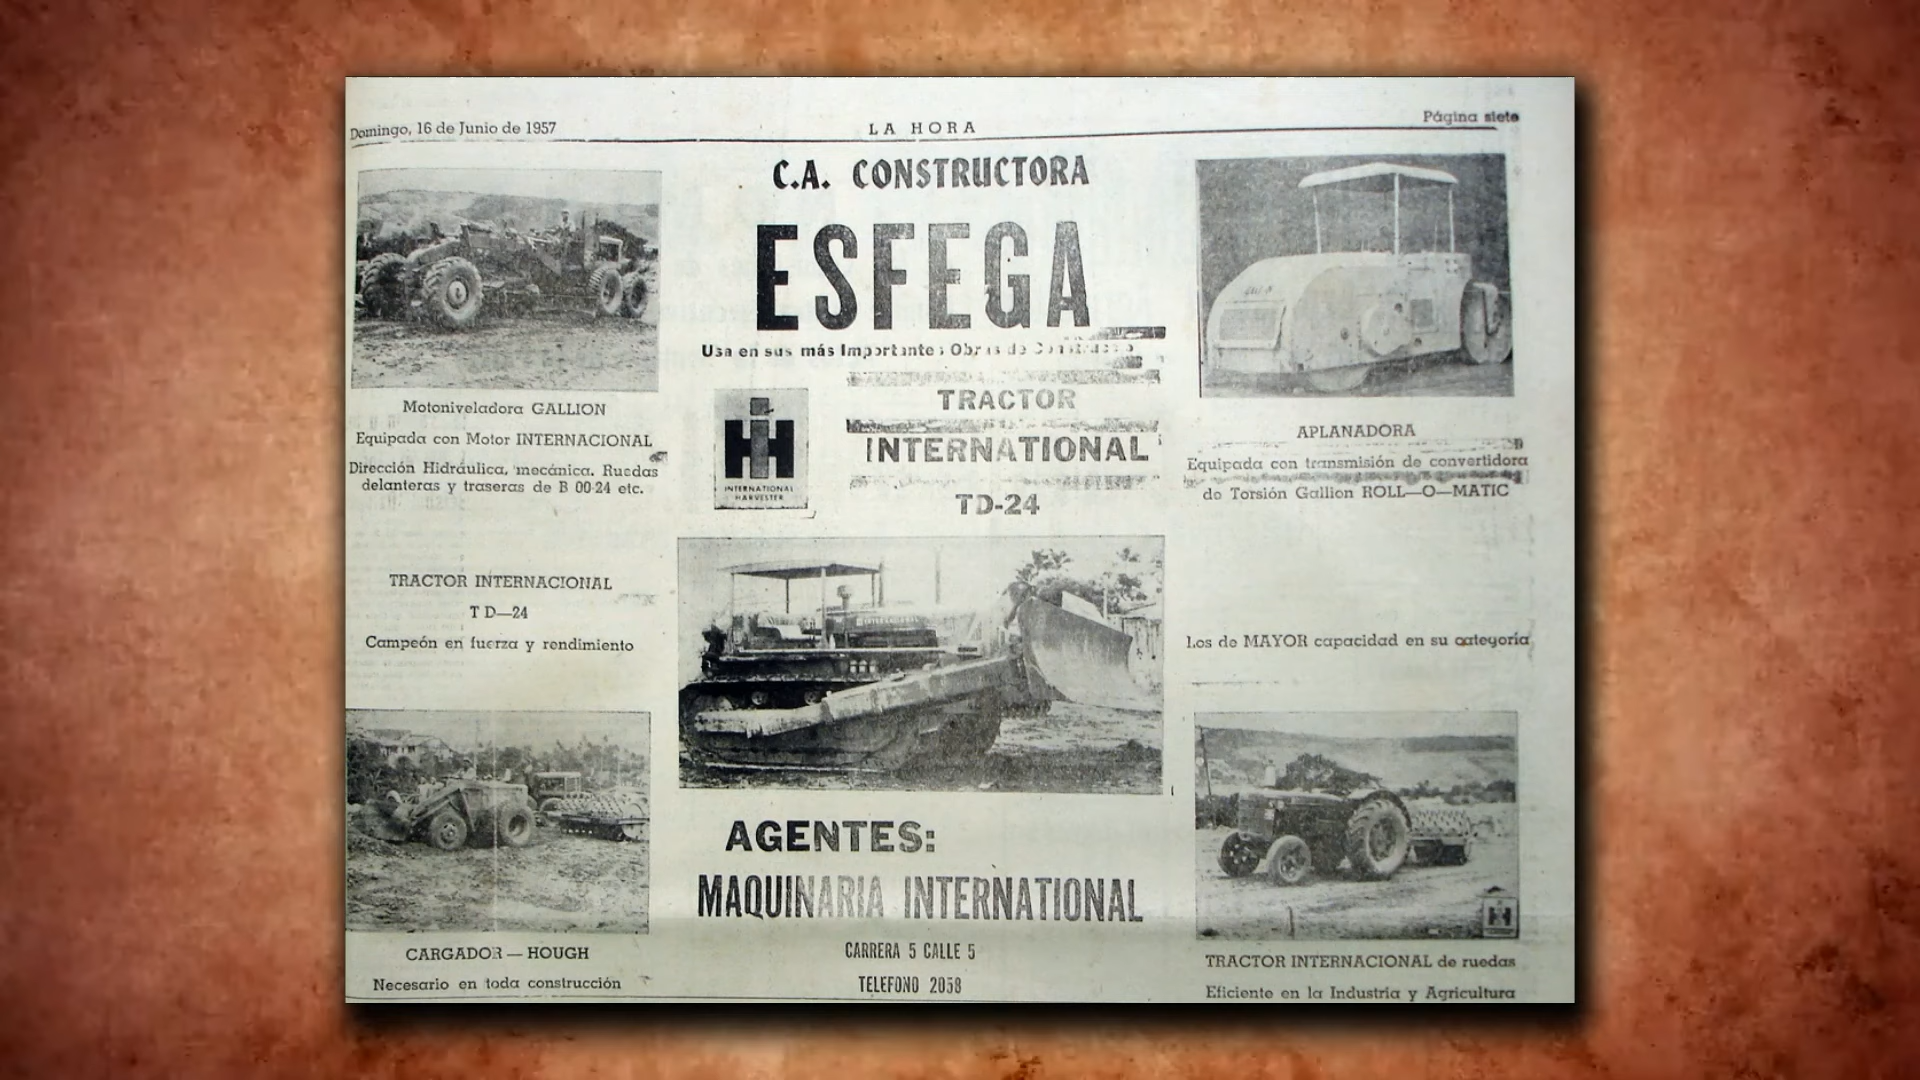 Domingo, 16 de Junio de 1957
LA HORA
Página siete
C.A. CONSTRUCTORA
ESFEGA
Usa en sus más Importantes Obras de
INTERNATIONAL
HARVESTER
TRACTOR
INTERNATIONAL
TD-24
Motoniveladora GALLION
Equipada con Motor INTERNACIONAL
Dirección Hidráulica, mecánica. Ruedas
delanteras y traseras de B 00-24 etc.
APLANADORA
Equipada con transmisión de convertidora
de Torsión Gallion ROLL—O—MATIC
TRACTOR INTERNACIONAL
T D—24
Campeón en fuerza y rendimiento
Los de MAYOR capacidad en su categoría
CARGADOR — HOUGH
Necesario en toda construcción
AGENTES:
MAQUINARIA INTERNATIONAL
CARRERA 5 CALLE 5
TELEFONO 2058
TRACTOR INTERNACIONAL de ruedas
Eficiente en la Industria y Agricultura